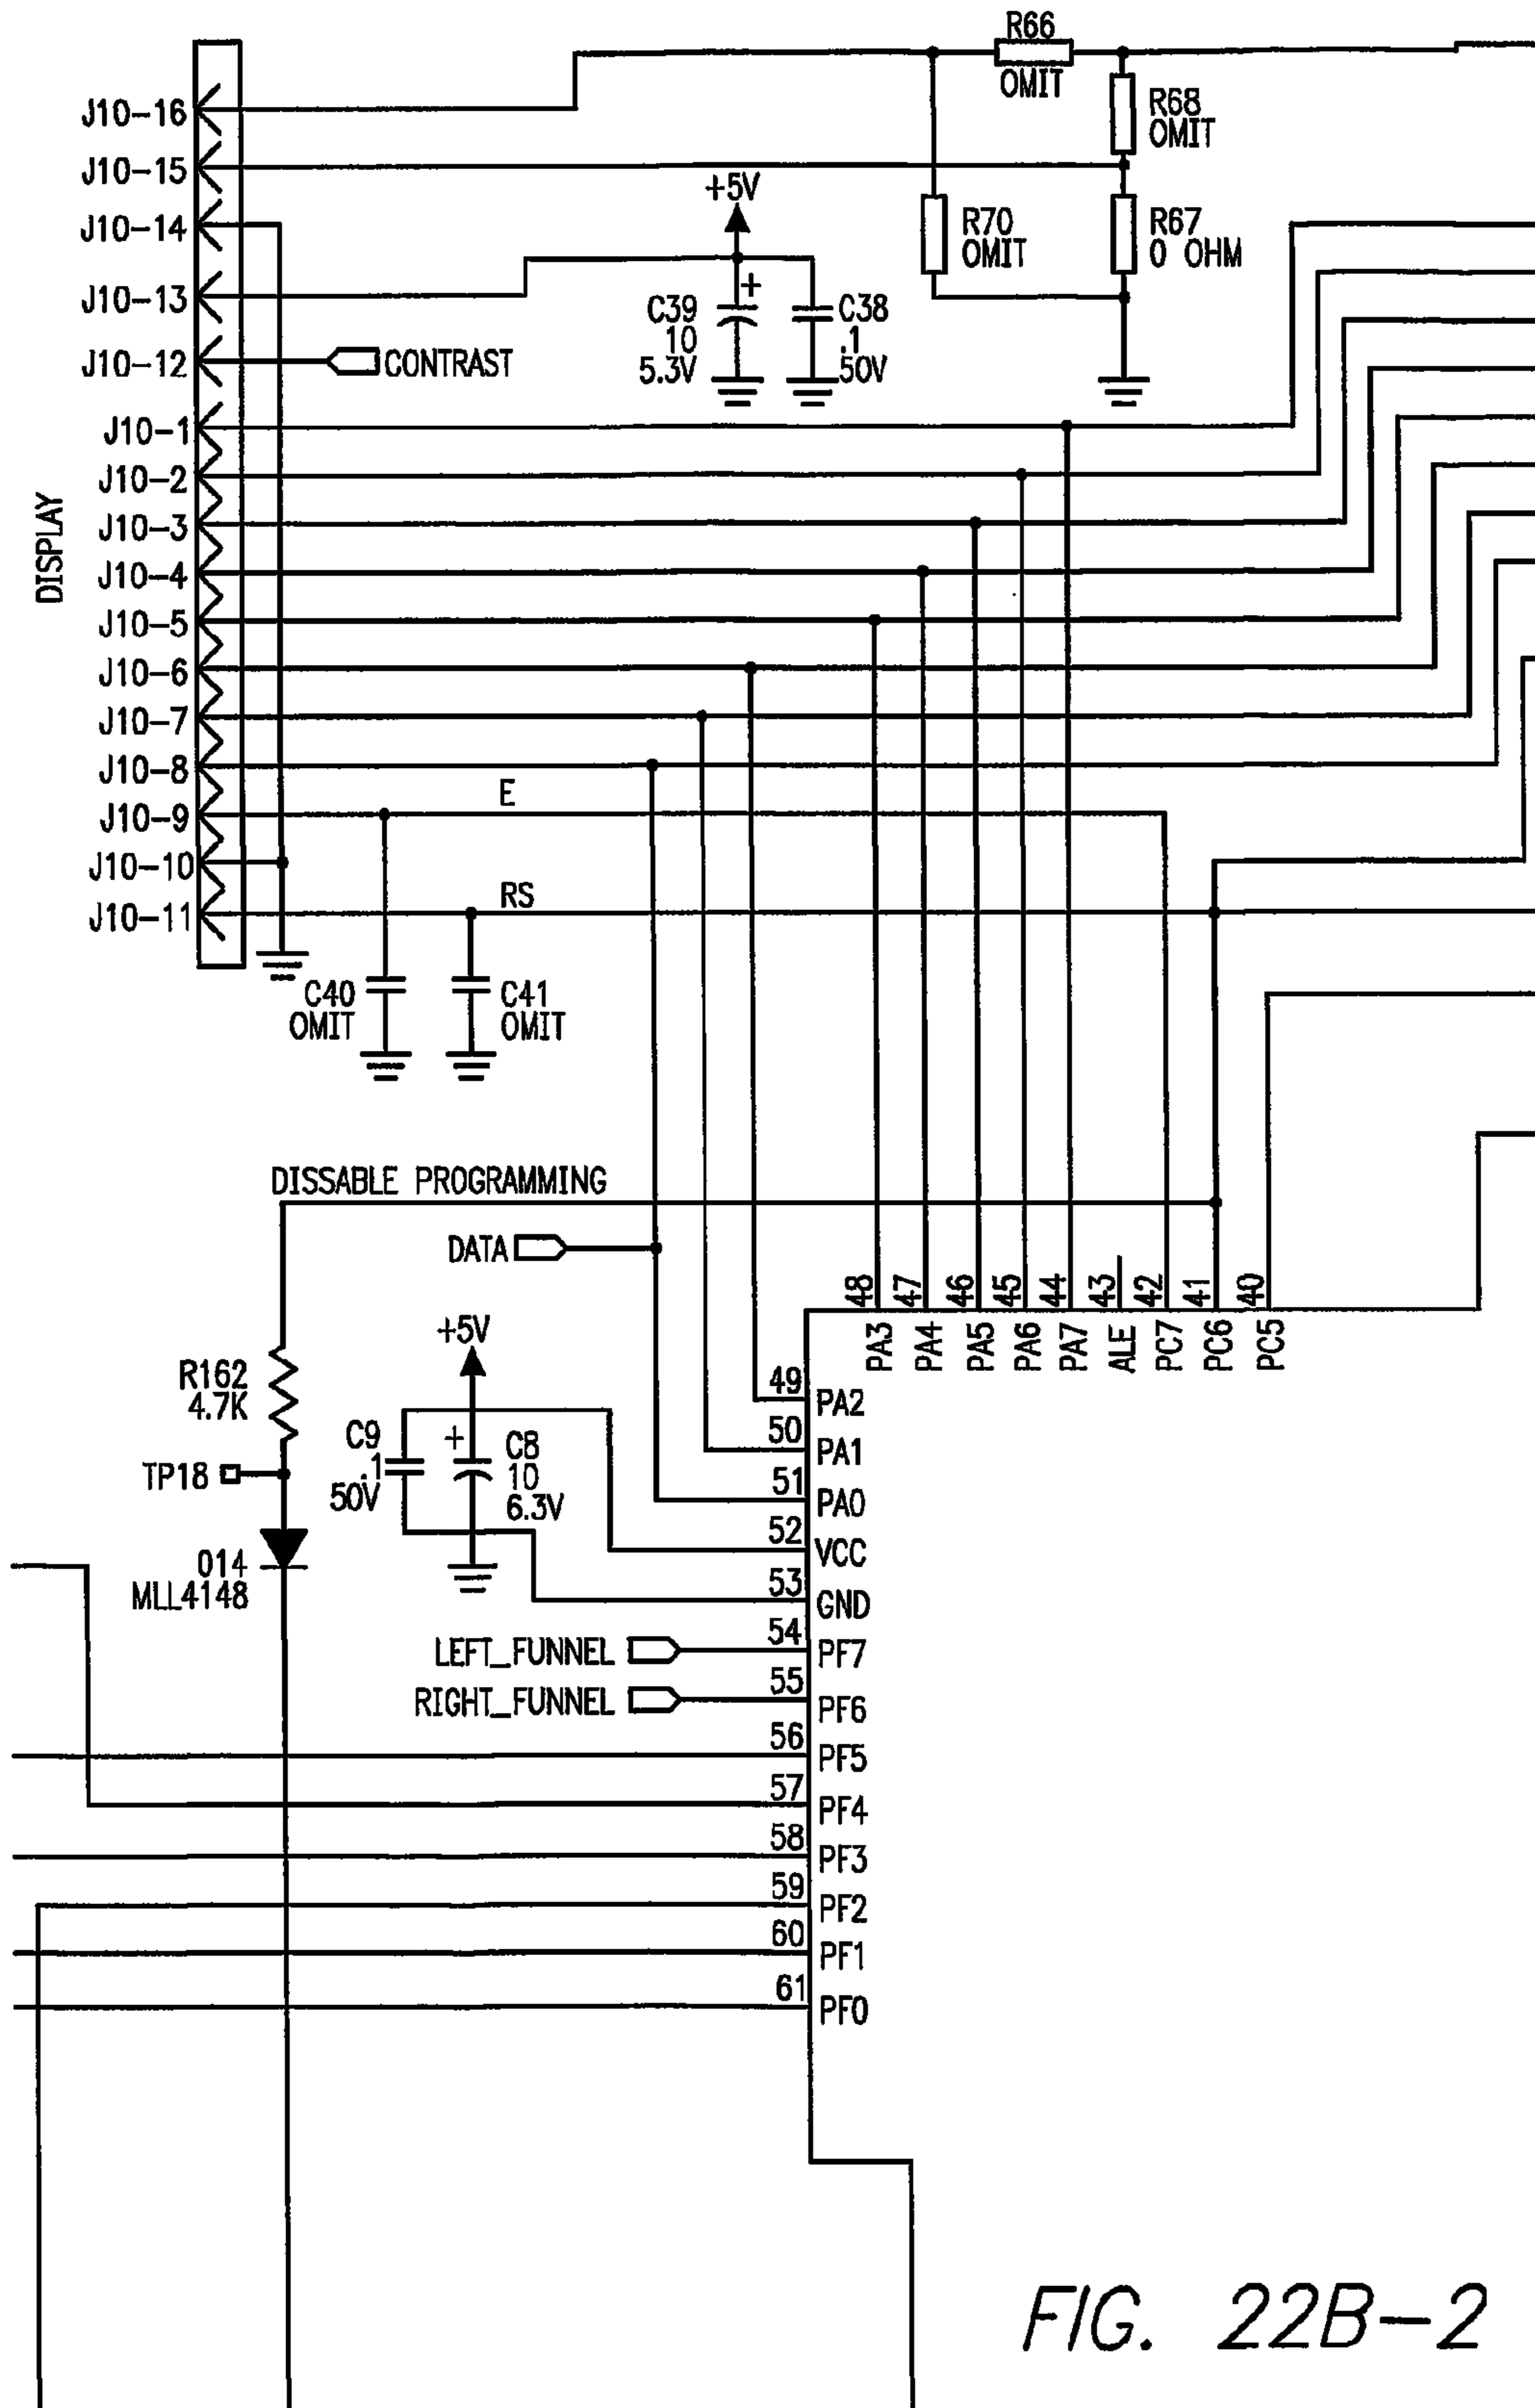 R66
OMIT
J10-16
R68
OMIT
J10-15
+5V
J10-14
R70
OMIT
R67
0 OHM
J10-13
C39
10
5.3V
+
C38
.1
50V
J10-12
CONTRAST
J10-1
J10-2
DISPLAY
J10-3
J10-4
J10-5
J10-6
J10-7
J10-8
J10-9
E
J10-10
J10-11
RS
C40
OMIT
C41
OMIT
DISSABLE PROGRAMMING
DATA
48
47
46
45
44
43
42
41
40
PA3
PA4
PA5
PA6
PA7
ALE
PC7
PC6
PC5
+5V
R162
4.7K
C9
.1
50V
+
C8
10
6.3V
TP18
014
MLL4148
49 PA2
50 PA1
51 PA0
52 VCC
53 GND
LEFT_FUNNEL 54 PF7
RIGHT_FUNNEL 55 PF6
56 PF5
57 PF4
58 PF3
59 PF2
60 PF1
61 PF0
FIG. 22B-2